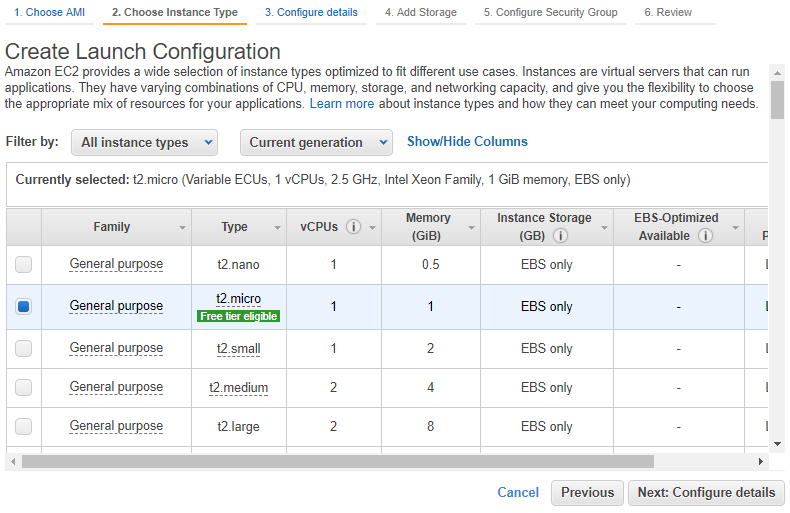 1. Choose AMI 2. Choose Instance Type 3. Configure details 4. Add Storage 5. Configure Security Group 6. Review
Create Launch Configuration
Amazon EC2 provides a wide selection of instance types optimized to fit different use cases. Instances are virtual servers that can run
applications. They have varying combinations of CPU, memory, storage, and networking capacity, and give you the flexibility to choose
the appropriate mix of resources for your applications. Learn more about instance types and how they can meet your computing needs.
Filter by: All instance types Current generation Show/Hide Columns
Currently selected: t2.micro (Variable ECUs, 1 vCPUs, 2.5 GHz, Intel Xeon Family, 1 GiB memory, EBS only)
Family Type vCPUs Memory (GiB) Instance Storage (GB) EBS-Optimized Available
General purpose t2.nano 1 0.5 EBS only -
General purpose t2.micro 1 1 EBS only -
Free tier eligible
General purpose t2.small 1 2 EBS only -
General purpose t2.medium 2 4 EBS only -
General purpose t2.large 2 8 EBS only -
Cancel Previous Next: Configure details